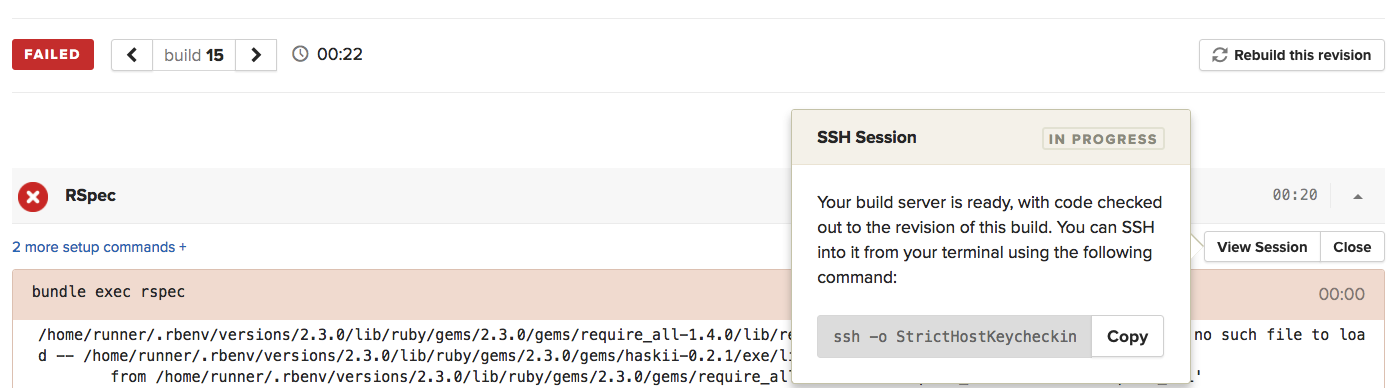 FAILED
build 15
00:22
Rebuild this revision
SSH Session
IN PROGRESS
Your build server is ready, with code checked
out to the revision of this build. You can SSH
into it from your terminal using the following
command:
ssh -o StrictHostKeycheckin
Copy
RSpec
00:20
2 more setup commands +
View Session
Close
bundle exec rspec
00:00
/home/runner/.rbenv/versions/2.3.0/lib/ruby/gems/2.3.0/gems/require_all-1.4.0/lib/re no such file to loa
d -- /home/runner/.rbenv/versions/2.3.0/lib/ruby/gems/2.3.0/gems/haskii-0.2.1/exe/li
from /home/runner/.rbenv/versions/2.3.0/lib/ruby/gems/2.3.0/gems/require_al